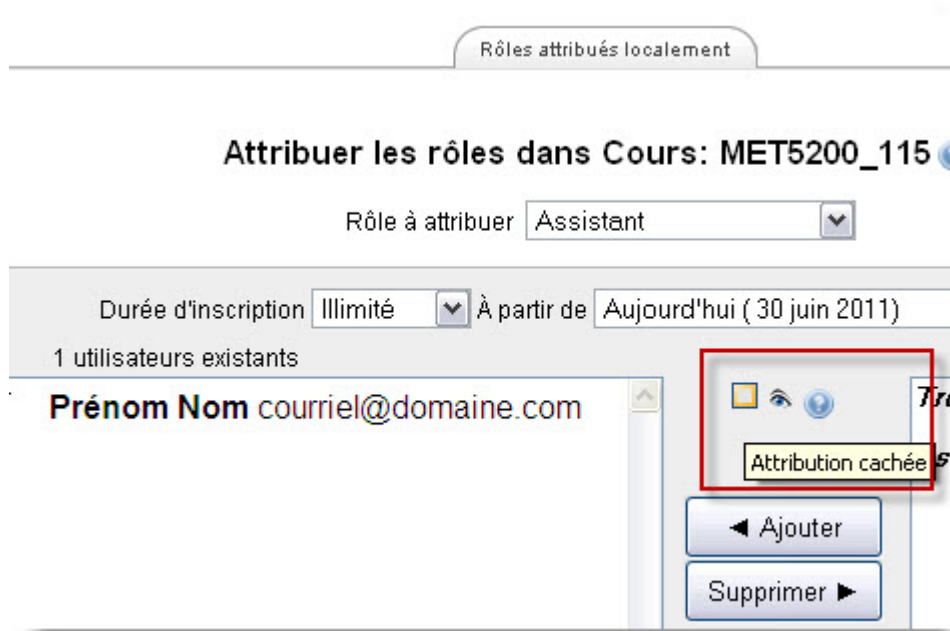 Rôles attribués localement
Attribuer les rôles dans Cours: MET5200_115
Rôle à attribuer Assistant
Durée d'inscription Illimité À partir de Aujourd'hui ( 30 juin 2011)
1 utilisateurs existants
Prénom Nom courriel@domaine.com
Attribution cachée
◄ Ajouter
Supprimer ►